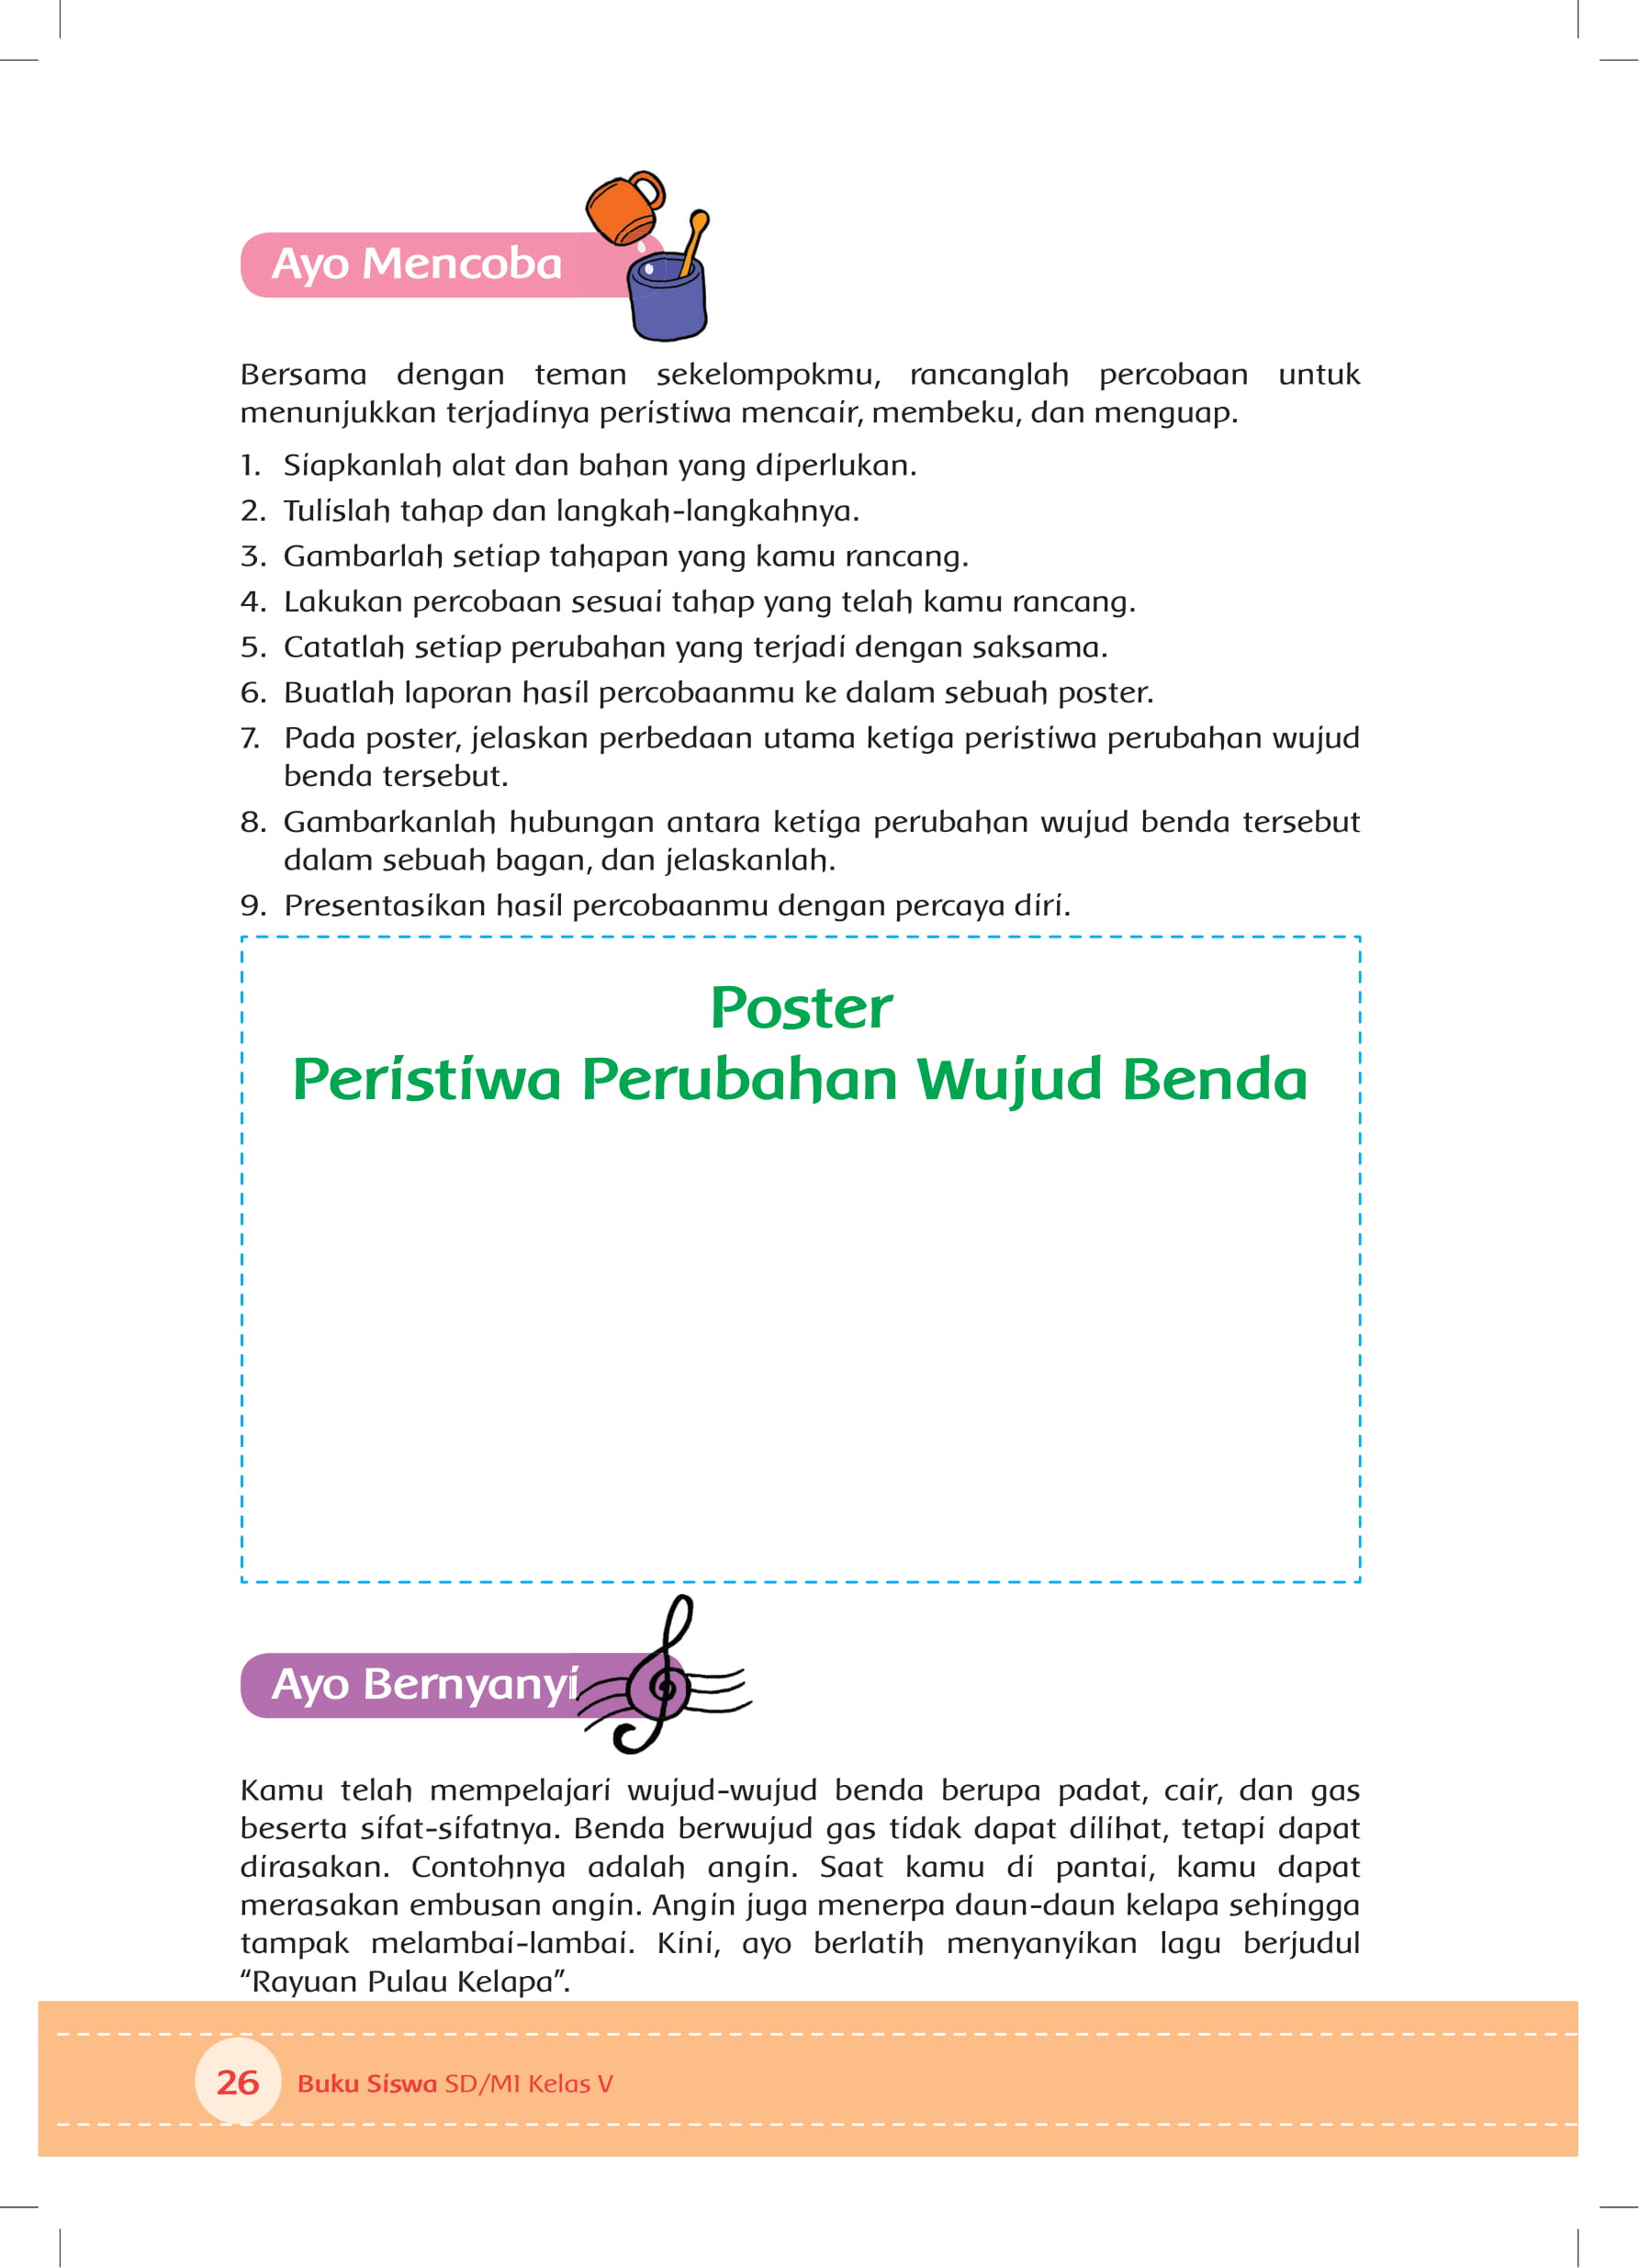 Ayo Mencoba
Bersama dengan teman sekelompokmu, rancanglah percobaan untuk
menunjukkan terjadinya peristiwa mencair, membeku, dan menguap.
1. Siapkanlah alat dan bahan yang diperlukan.
2. Tulislah tahap dan langkah-langkahnya.
3. Gambarlah setiap tahapan yang kamu rancang.
4. Lakukan percobaan sesuai tahap yang telah kamu rancang.
5. Catatlah setiap perubahan yang terjadi dengan saksama.
6. Buatlah laporan hasil percobaanmu ke dalam sebuah poster.
7. Pada poster, jelaskan perbedaan utama ketiga peristiwa perubahan wujud
benda tersebut.
8. Gambarkanlah hubungan antara ketiga perubahan wujud benda tersebut
dalam sebuah bagan, dan jelaskanlah.
9. Presentasikan hasil percobaanmu dengan percaya diri.
Poster
Peristiwa Perubahan Wujud Benda
Ayo Bernyanyi
Kamu telah mempelajari wujud-wujud benda berupa padat, cair, dan gas
beserta sifat-sifatnya. Benda berwujud gas tidak dapat dilihat, tetapi dapat
dirasakan. Contohnya adalah angin. Saat kamu di pantai, kamu dapat
merasakan embusan angin. Angin juga menerpa daun-daun kelapa sehingga
tampak melambai-lambai. Kini, ayo berlatih menyanyikan lagu berjudul
“Rayuan Pulau Kelapa”.
26 Buku Siswa SD/MI Kelas V